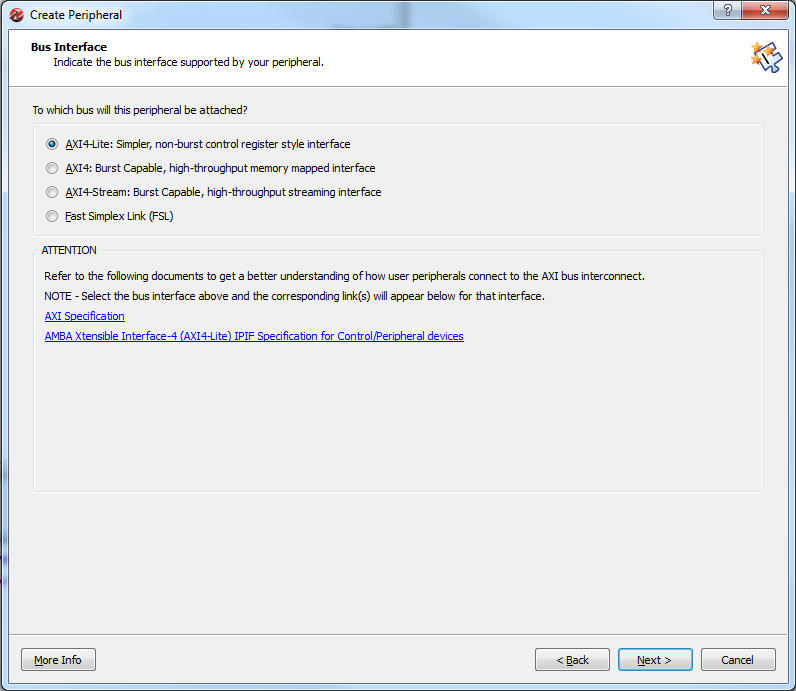 Create Peripheral
?
Bus Interface
Indicate the bus interface supported by your peripheral.
To which bus will this peripheral be attached?
AXI4-Lite: Simpler, non-burst control register style interface
AXI4: Burst Capable, high-throughput memory mapped interface
AXI4-Stream: Burst Capable, high-throughput streaming interface
Fast Simplex Link (FSL)
ATTENTION
Refer to the following documents to get a better understanding of how user peripherals connect to the AXI bus interconnect.
NOTE - Select the bus interface above and the corresponding link(s) will appear below for that interface.
AXI Specification
AMBA Xtensible Interface-4 (AXI4-Lite) IPIF Specification for Control/Peripheral devices
More Info
< Back
Next >
Cancel